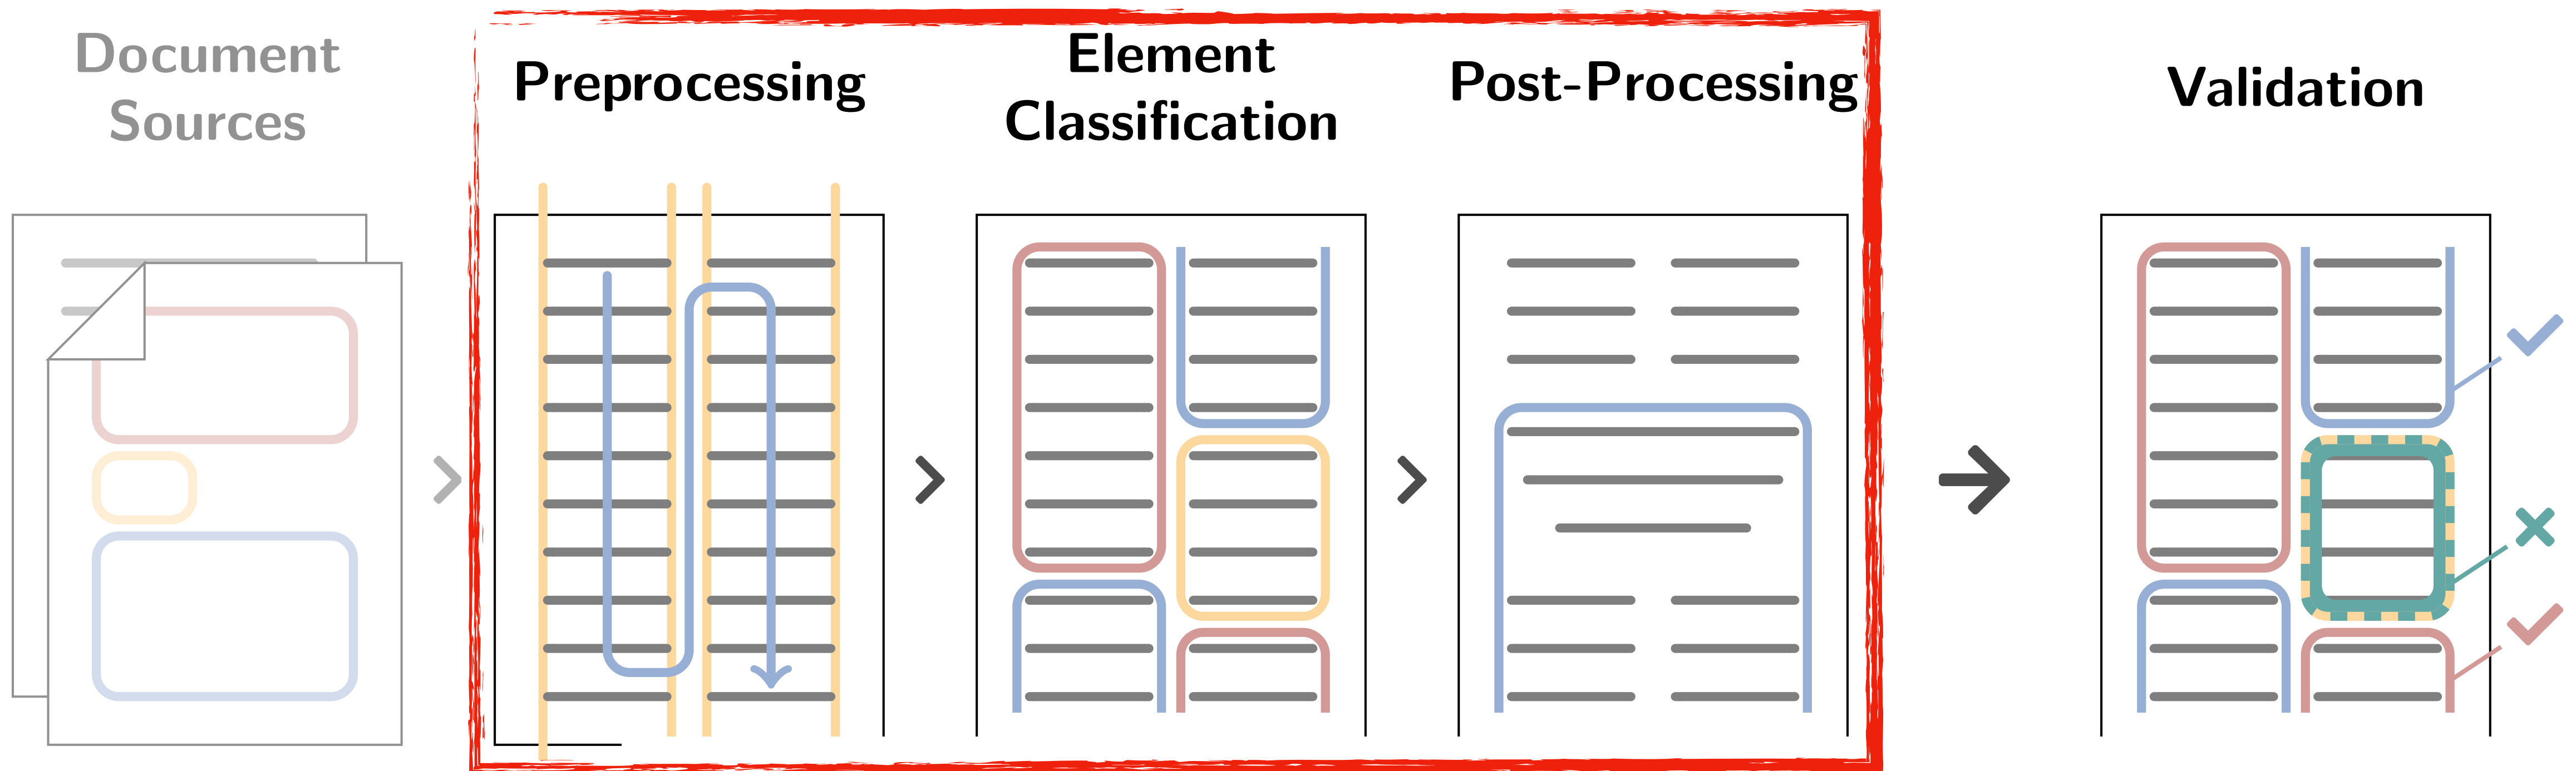 Document
Sources
Preprocessing
Element
Classification
Post-Processing
Validation